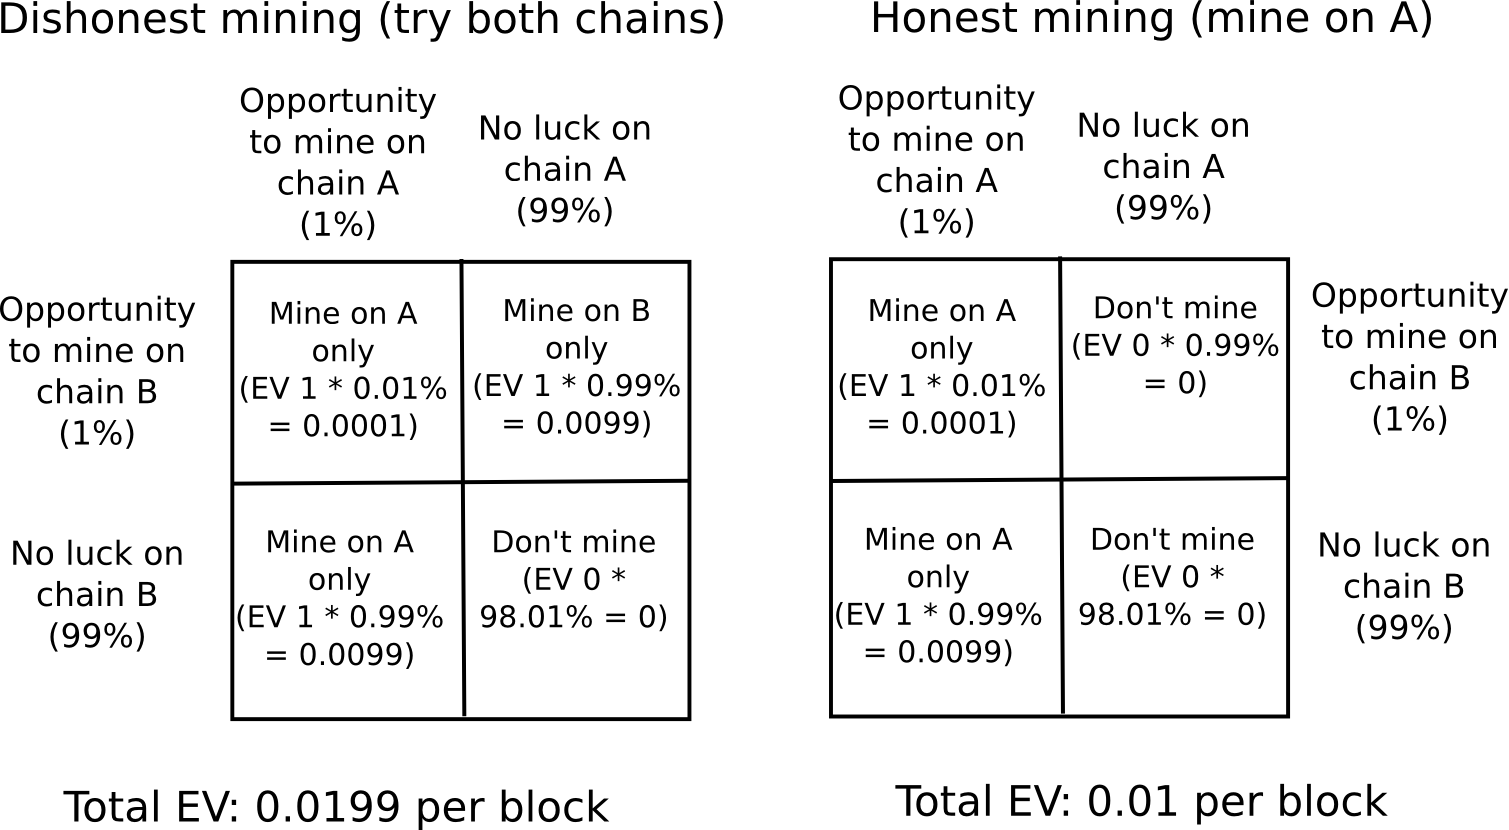 Dishonest mining (try both chains)
Opportunity
to mine on
chain A
(1%)
No luck on
chain A
(99%)
Opportunity
to mine on
chain B
(1%)
Mine on A
only
(EV 1 * 0.01%
= 0.0001)
Mine on B
only
(EV 1 * 0.99%
= 0.0099)
No luck on
chain B
(99%)
Mine on A
only
(EV 1 * 0.99%
= 0.0099)
Don't mine
(EV 0 *
98.01% = 0)
Total EV: 0.0199 per block
Honest mining (mine on A)
Opportunity
to mine on
chain A
(1%)
No luck on
chain A
(99%)
Mine on A
only
(EV 1 * 0.01%
= 0.0001)
Don't mine
(EV 0 * 0.99%
= 0)
Opportunity
to mine on
chain B
(1%)
Mine on A
only
(EV 1 * 0.99%
= 0.0099)
Don't mine
(EV 0 *
98.01% = 0)
No luck on
chain B
(99%)
Total EV: 0.01 per block